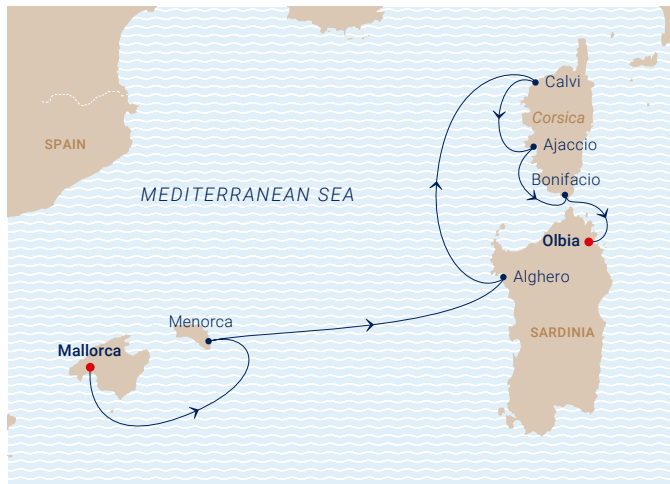 Calvi
Corsica
SPAIN
Ajaccio
Bonifacio
MEDITERRANEAN SEA
Olbia
Alghero
Menorca
SARDINIA
Mallorca